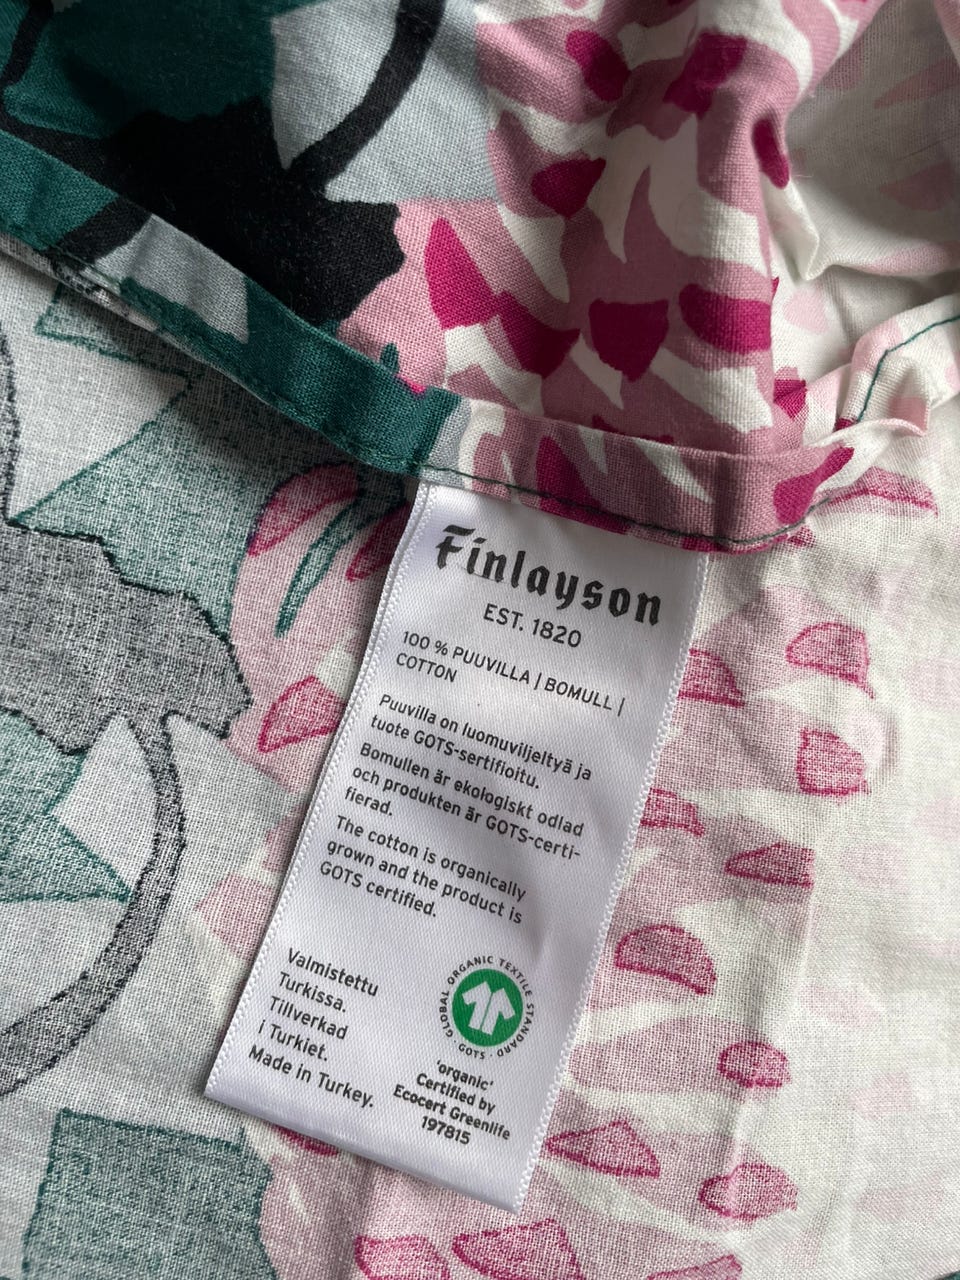 Finlayson
EST. 1820
100 % PUUVILLA | BOMULL |
COTTON
Puuvilla on luomuviljeltyä ja
tuote GOTS-sertifioitu.
Bomullen är ekologiskt odlad
och produkten är GOTS-certi-
fierad.
The cotton is organically
grown and the product is
GOTS certified.
Valmistettu
Turkissa.
Tillverkad
i Turkiet.
Made in Turkey.
GLOBAL ORGANIC TEXTILE STANDARD
· GOTS ·
'organic'
Certified by
Ecocert Greenlife
197815